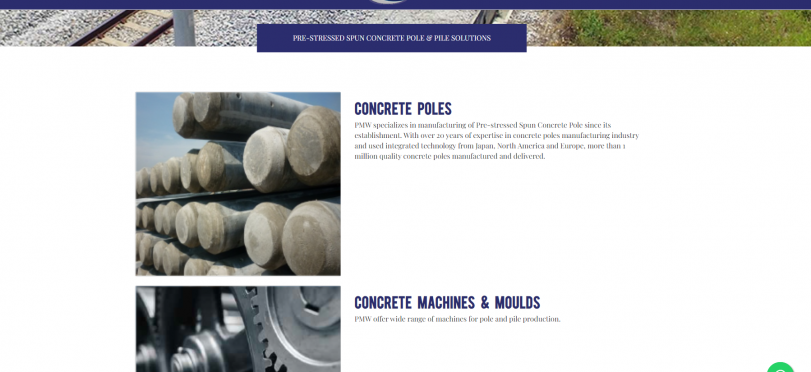 PRE-STRESSED SPUN CONCRETE POLE & PILE SOLUTIONS
CONCRETE POLES
PMW specializes in manufacturing of Pre-stressed Spun Concrete Pole since its
establishment. With over 20 years of expertise in concrete poles manufacturing industry
and used integrated technology from Japan, North America and Europe, more than 1
million quality concrete poles manufactured and delivered.
CONCRETE MACHINES & MOULDS
PMW offer wide range of machines for pole and pile production.